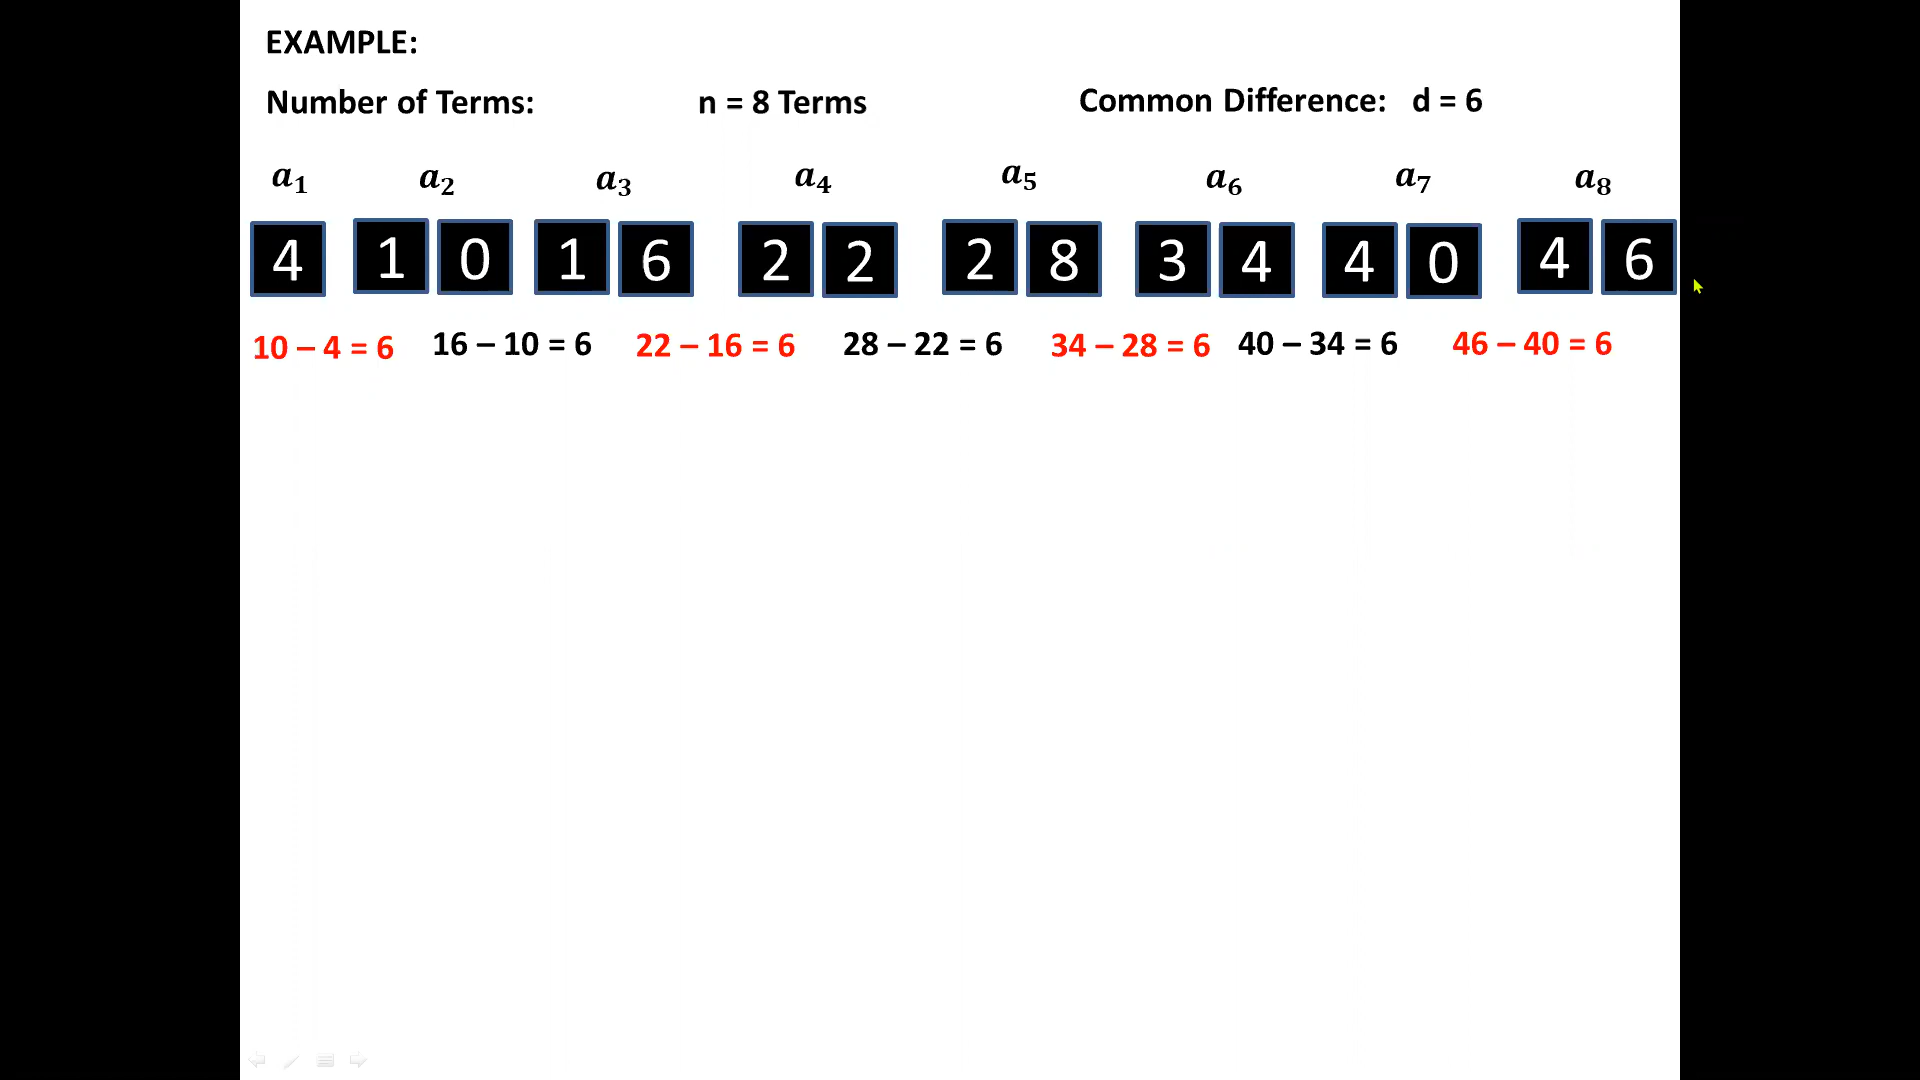 EXAMPLE:
Number of Terms: n = 8 Terms Common Difference: d = 6
a₁ a₂ a₃ a₄ a₅ a₆ a₇ a₈
4 1 0 1 6 2 2 2 8 3 4 4 0 4 6
10 – 4 = 6 16 – 10 = 6 22 – 16 = 6 28 – 22 = 6 34 – 28 = 6 40 – 34 = 6 46 – 40 = 6